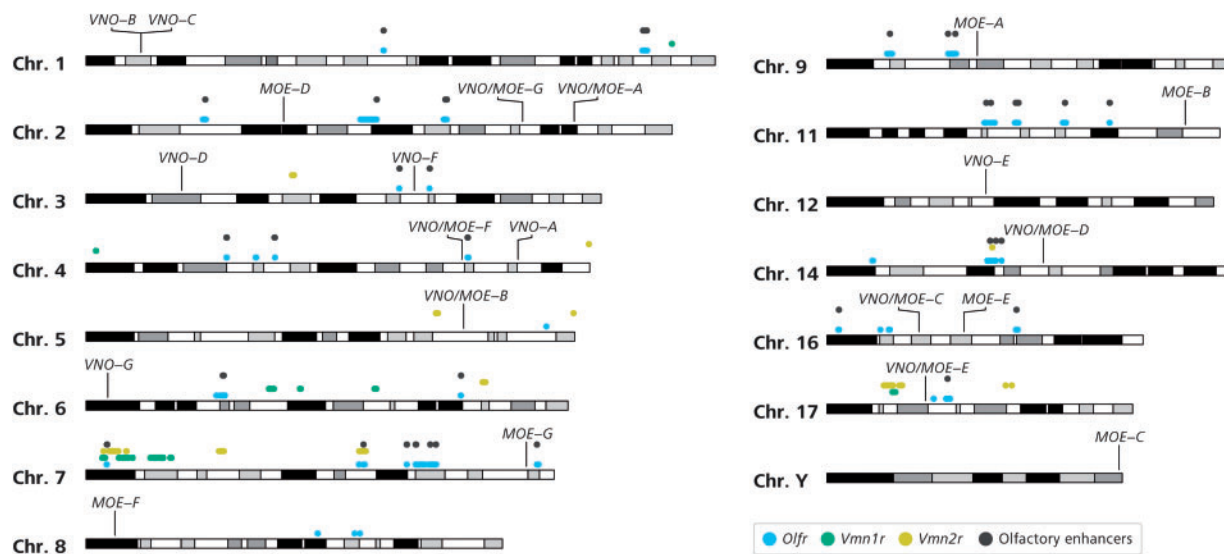 VNO–B VNO–C
Chr. 1
MOE–D VNO/MOE–G VNO/MOE–A
Chr. 2
VNO–D VNO–F
Chr. 3
VNO/MOE–F VNO–A
Chr. 4
VNO/MOE–B
Chr. 5
VNO–G
Chr. 6
MOE–G
Chr. 7
MOE–F
Chr. 8
MOE–A
Chr. 9
MOE–B
Chr. 11
VNO–E
Chr. 12
VNO/MOE–D
Chr. 14
VNO/MOE–C MOE–E
Chr. 16
VNO/MOE–E
Chr. 17
MOE–C
Chr. Y
Olfr Vmn1r Vmn2r Olfactory enhancers